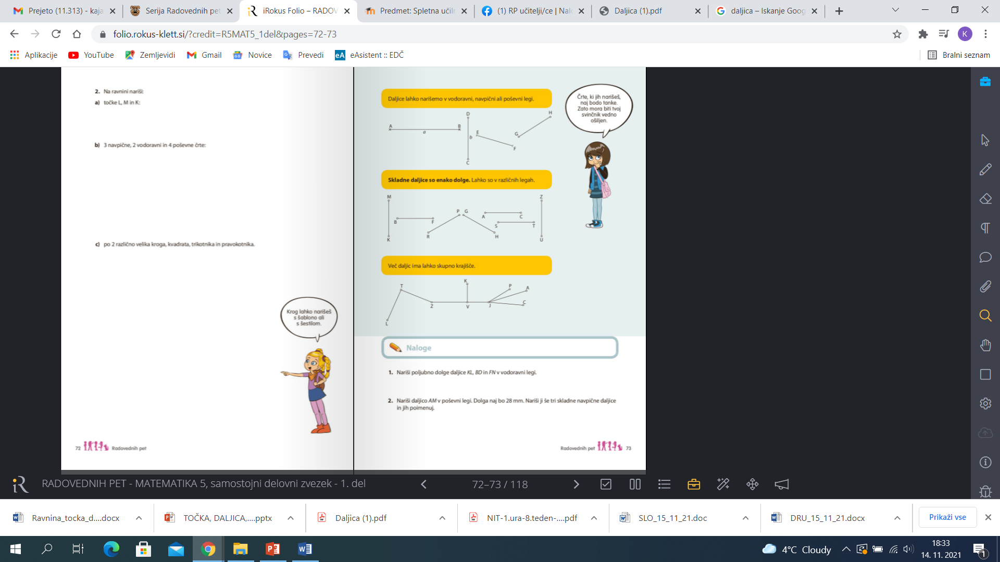 Prejeto (11.313) - kaja
Serija Radovednih pet
iRokus Folio – RADOV
Predmet: Spletna učil
(1) RP učitelji/ce | Nal
Daljica (1).pdf
daljica – Iskanje Goog
folio.rokus-klett.si/?credit=R5MAT5_1del&pages=72-73
K
Aplikacije
YouTube
Zemljevidi
Gmail
Novice
Prevedi
eA
eAsistent :: EDČ
Bralni seznam
2. Na ravnini nariši:
a) točke L, M in K:
b) 3 navpične, 2 vodoravni in 4 poševne črte:
c) po 2 različno velika kroga, kvadrata, trikotnika in pravokotnika.
Krog lahko narišeš
s šablono ali
s šestilom.
72
Radovednih pet
Daljice lahko narišemo v vodoravni, navpični ali poševni legi.
Črte, ki jih narišeš,
naj bodo tanke.
Zato mora biti tvoj
svinčnik vedno
ošiljen.
A
B
a
D
b
C
E
F
G
H
Skladne daljice so enako dolge. Lahko so v različnih legah.
M
K
B
F
P
R
G
H
A
C
S
T
Z
U
Več daljic ima lahko skupno krajišče.
T
L
Z
K
V
J
P
A
C
Naloge
1. Nariši poljubno dolge daljice KL, BD in FN v vodoravni legi.
2. Nariši daljico AM v poševni legi. Dolga naj bo 28 mm. Nariši ji še tri skladne navpične daljice
in jih poimenuj.
Radovednih pet
73
iR
RADOVEDNIH PET - MATEMATIKA 5, samostojni delovni zvezek - 1. del
72–73 / 118
Ravnina_tocka_d....docx
TOČKA, DALJICA,....pptx
Daljica (1).pdf
NIT-1.ura-8.teden-....pdf
SLO_15_11_21.doc
DRU_15_11_21.docx
Prikaži vse
4°C Cloudy
18:33
14. 11. 2021
1